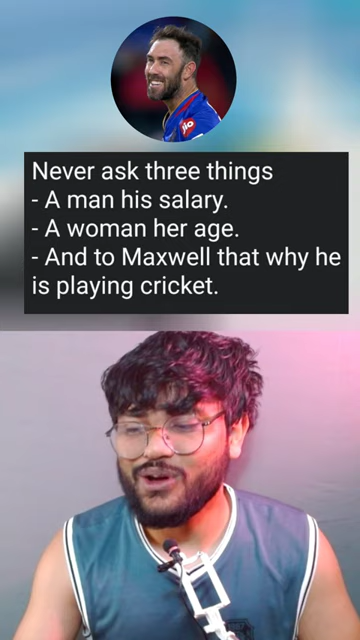 Jio
Never ask three things
- A man his salary.
- A woman her age.
- And to Maxwell that why he
is playing cricket.